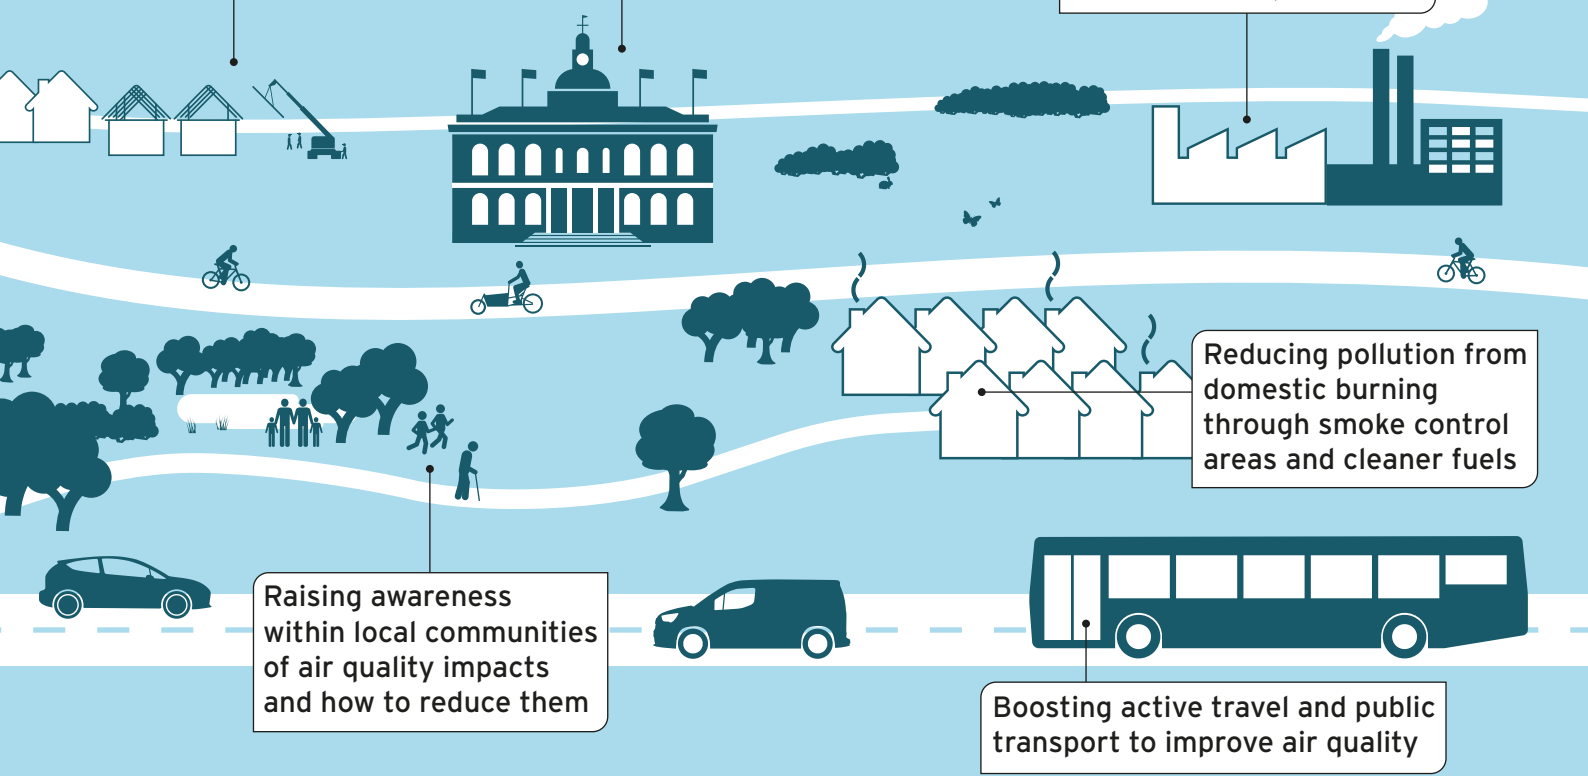 Reducing pollution from
domestic burning
through smoke control
areas and cleaner fuels
Raising awareness
within local communities
of air quality impacts
and how to reduce them
Boosting active travel and public
transport to improve air quality